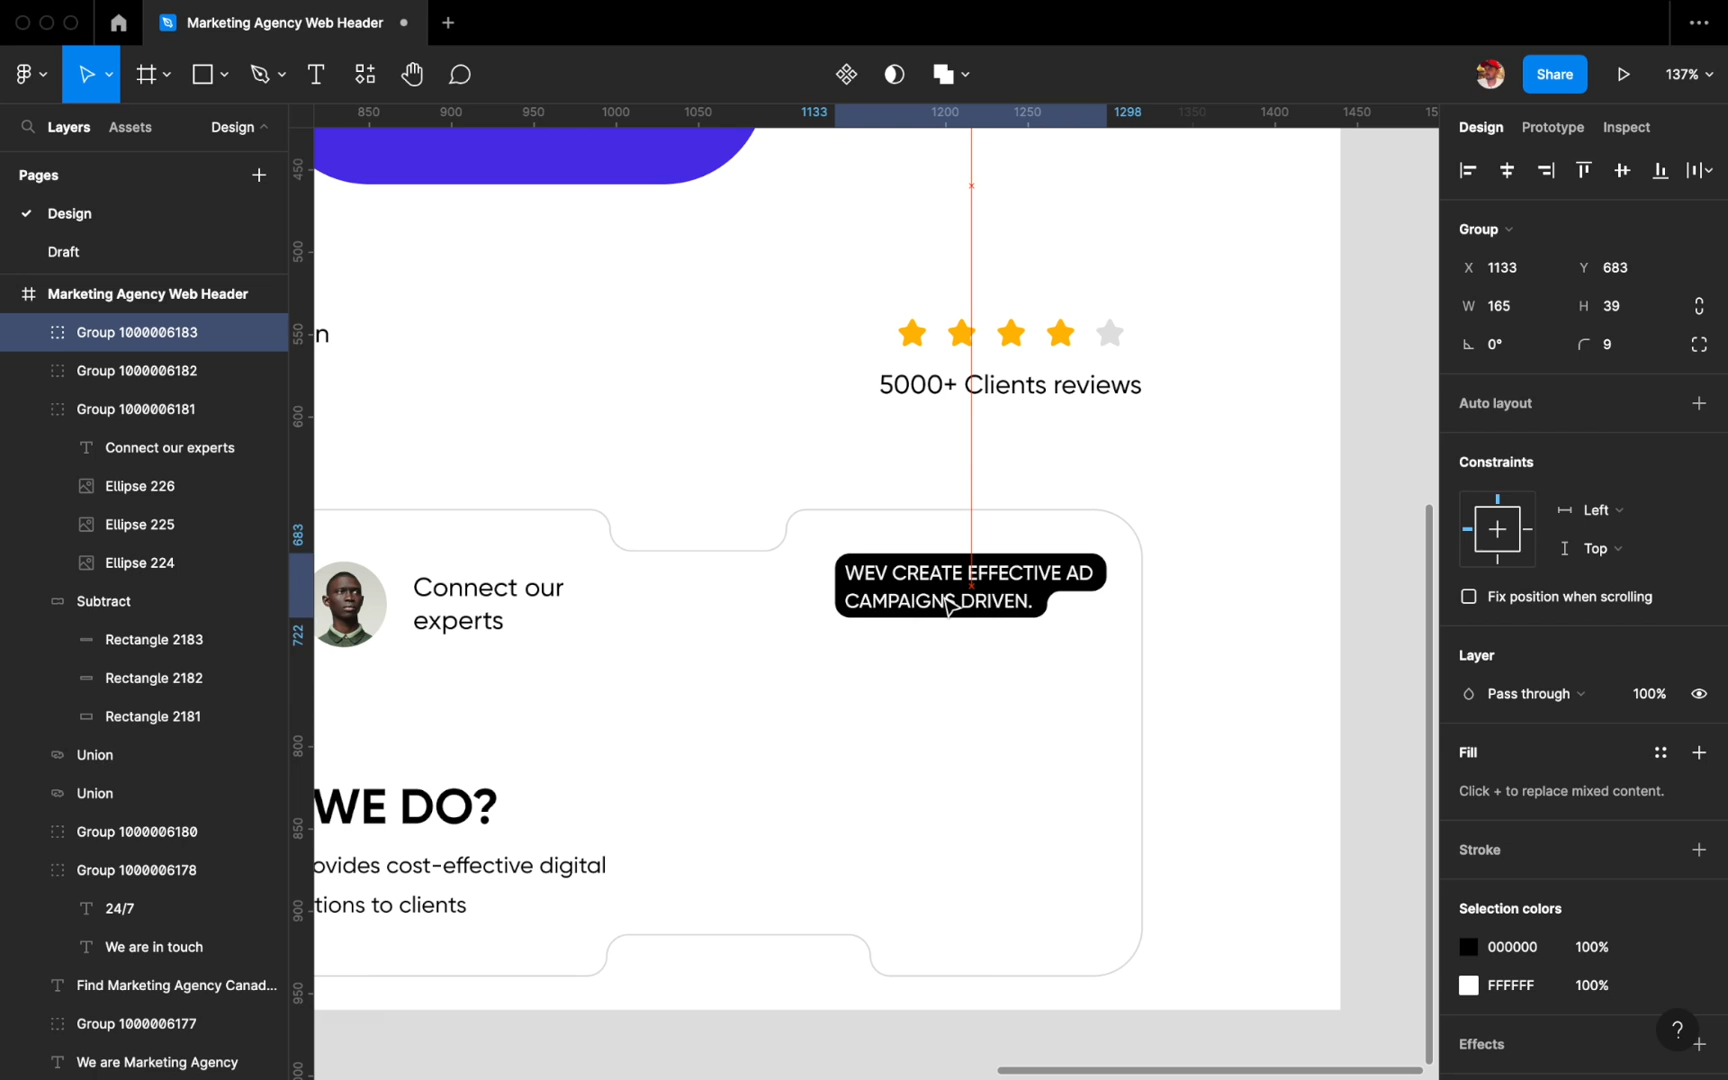 Marketing Agency Web Header
Share
137%
Layers
Assets
Design
850
900
950
1000
1050
1133
1200
1250
1298
1350
1400
1450
15
Design
Prototype
Inspect
Pages
Design
Draft
Marketing Agency Web Header
Group 1000006183
Group 1000006182
Group 1000006181
Connect our experts
Ellipse 226
Ellipse 225
Ellipse 224
Subtract
Rectangle 2183
Rectangle 2182
Rectangle 2181
Union
Union
Group 1000006180
Group 1000006178
24/7
We are in touch
Find Marketing Agency Canad...
Group 1000006177
We are Marketing Agency
450
500
550
600
683
722
800
850
900
950
000
n
5000+ Clients reviews
Connect our
experts
WEV CREATE EFFECTIVE AD
CAMPAIGNS DRIVEN.
WE DO?
ovides cost-effective digital
tions to clients
Group
X 1133 Y 683
W 165 H 39
0° 9
Auto layout
Constraints
Left
Top
Fix position when scrolling
Layer
Pass through 100%
Fill
Click + to replace mixed content.
Stroke
Selection colors
000000 100%
FFFFFF 100%
Effects
?